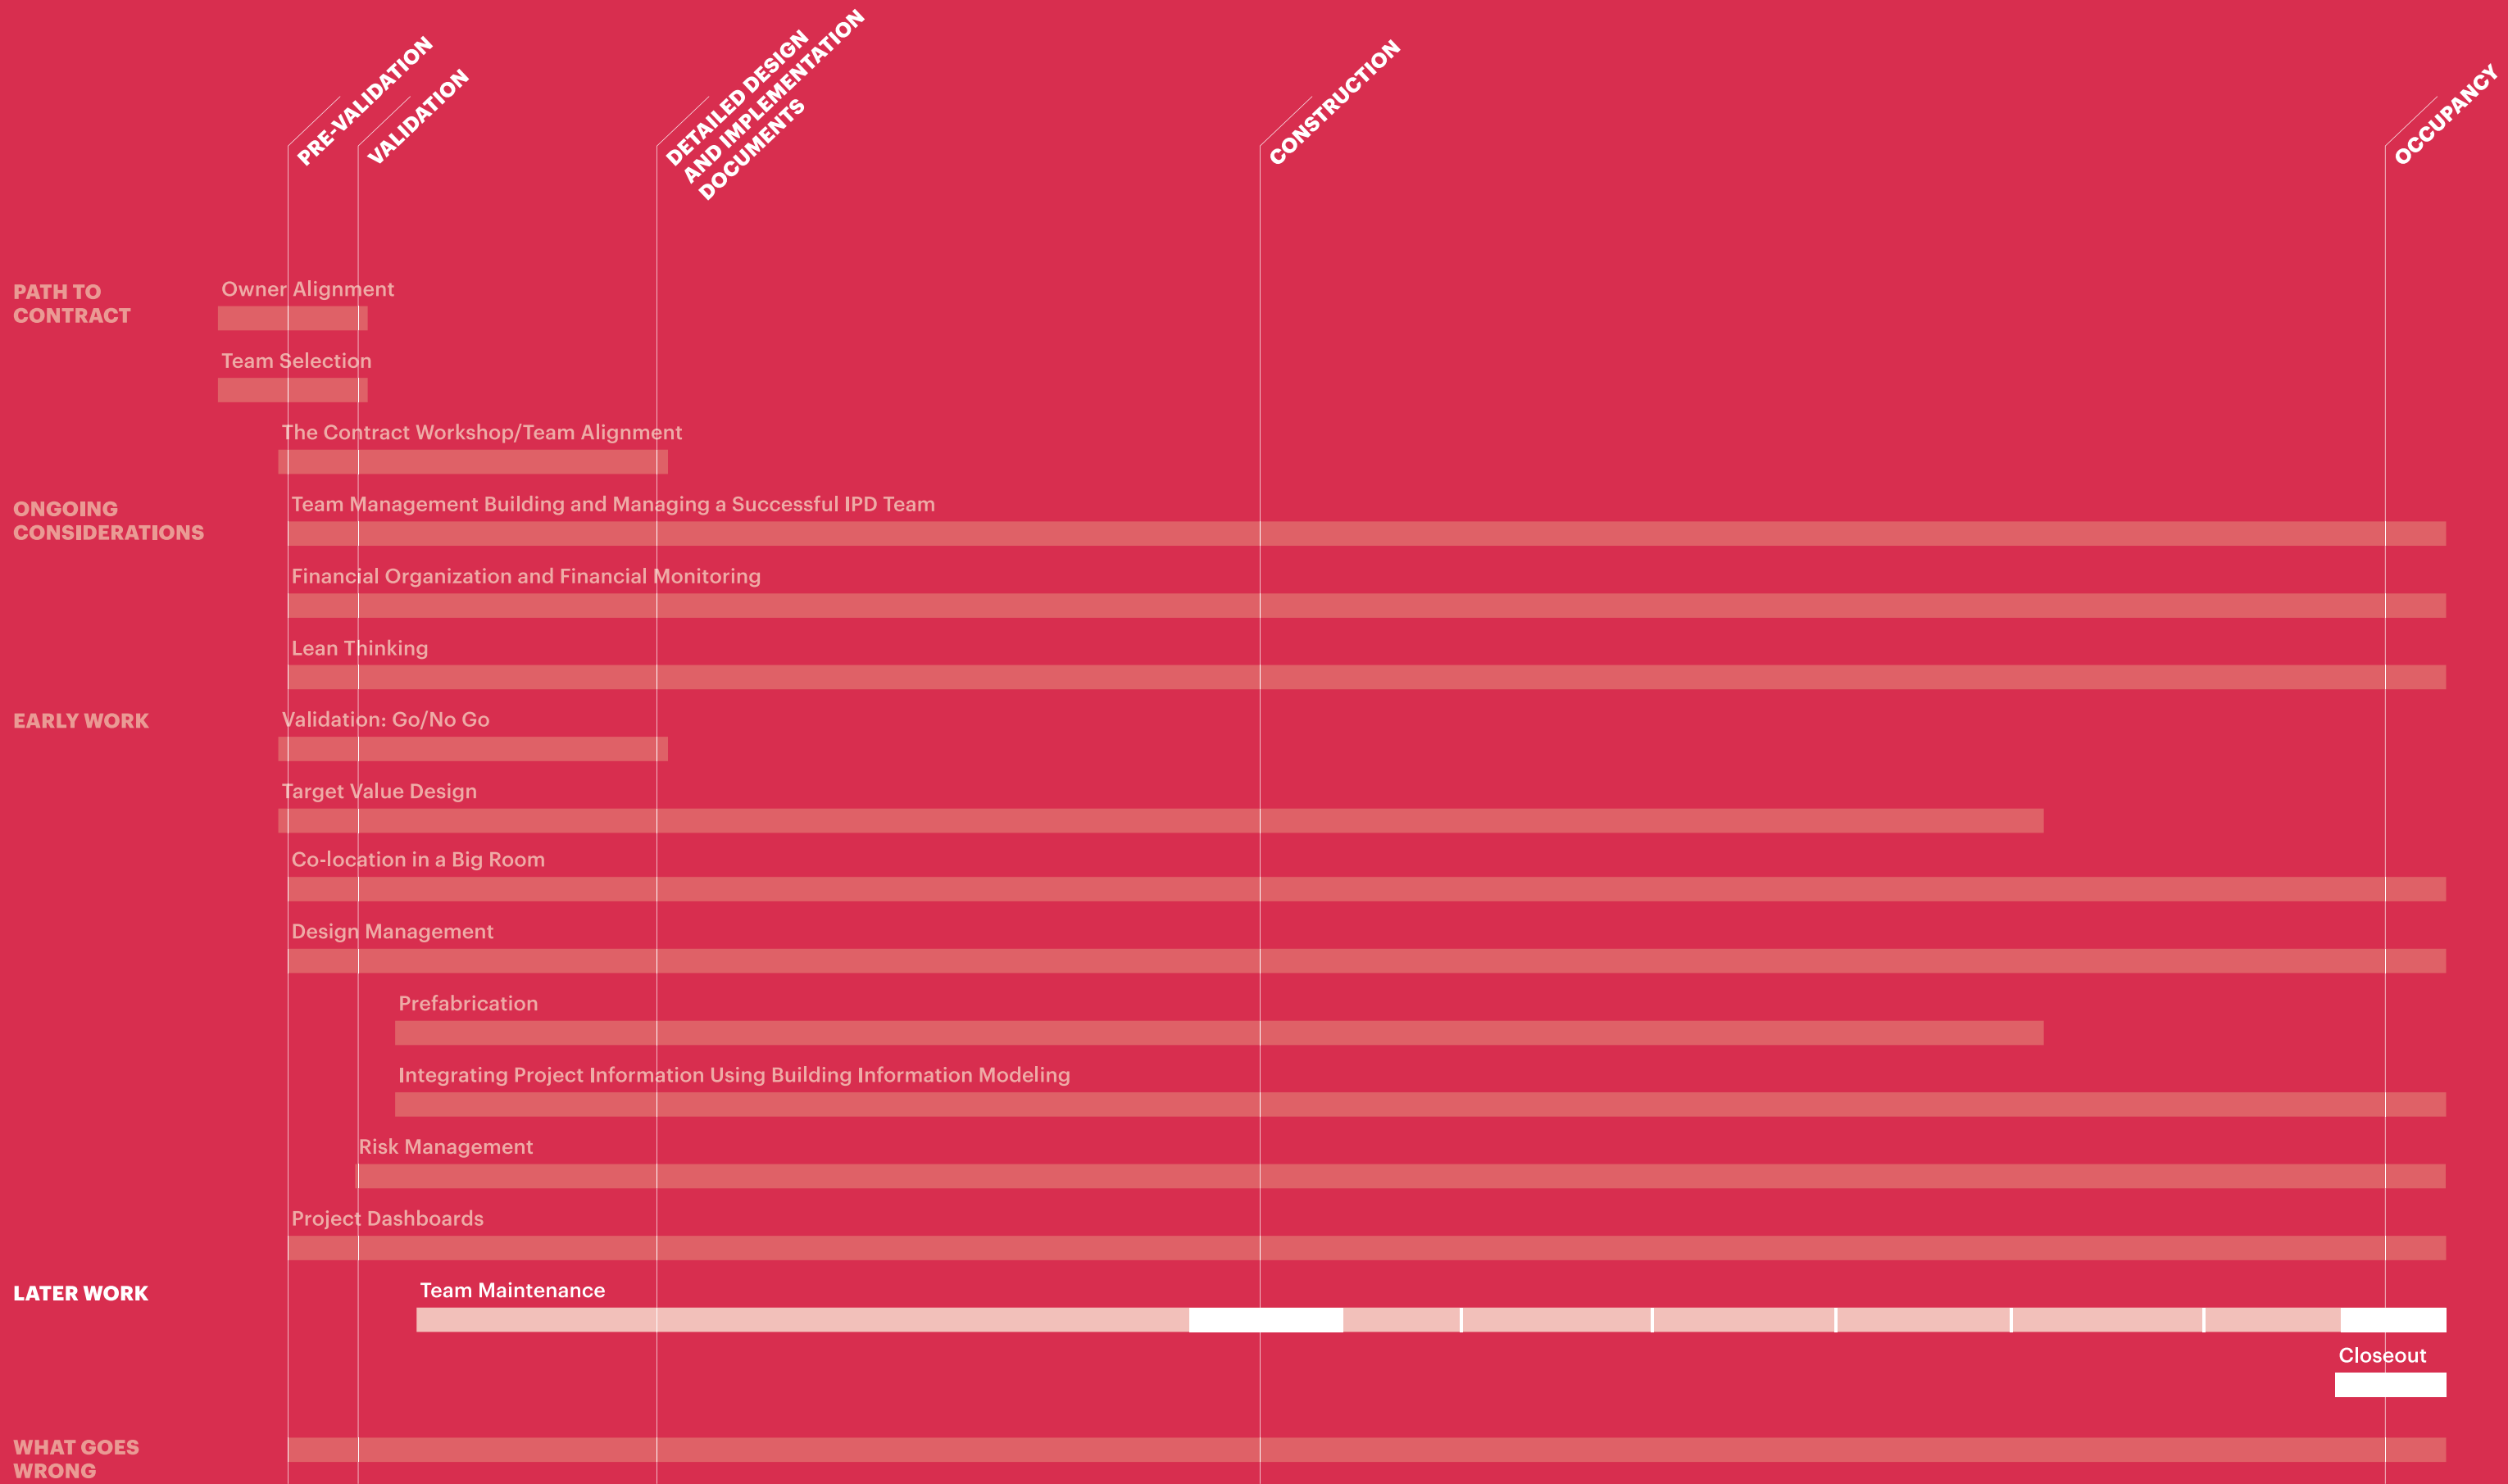 PRE-VALIDATION
VALIDATION
DETAILED DESIGN
AND IMPLEMENTATION
DOCUMENTS
CONSTRUCTION
OCCUPANCY
PATH TO
CONTRACT
Owner Alignment
Team Selection
The Contract Workshop/Team Alignment
ONGOING
CONSIDERATIONS
Team Management Building and Managing a Successful IPD Team
Financial Organization and Financial Monitoring
Lean Thinking
EARLY WORK
Validation: Go/No Go
Target Value Design
Co-location in a Big Room
Design Management
Prefabrication
Integrating Project Information Using Building Information Modeling
Risk Management
Project Dashboards
LATER WORK
Team Maintenance
Closeout
WHAT GOES
WRONG